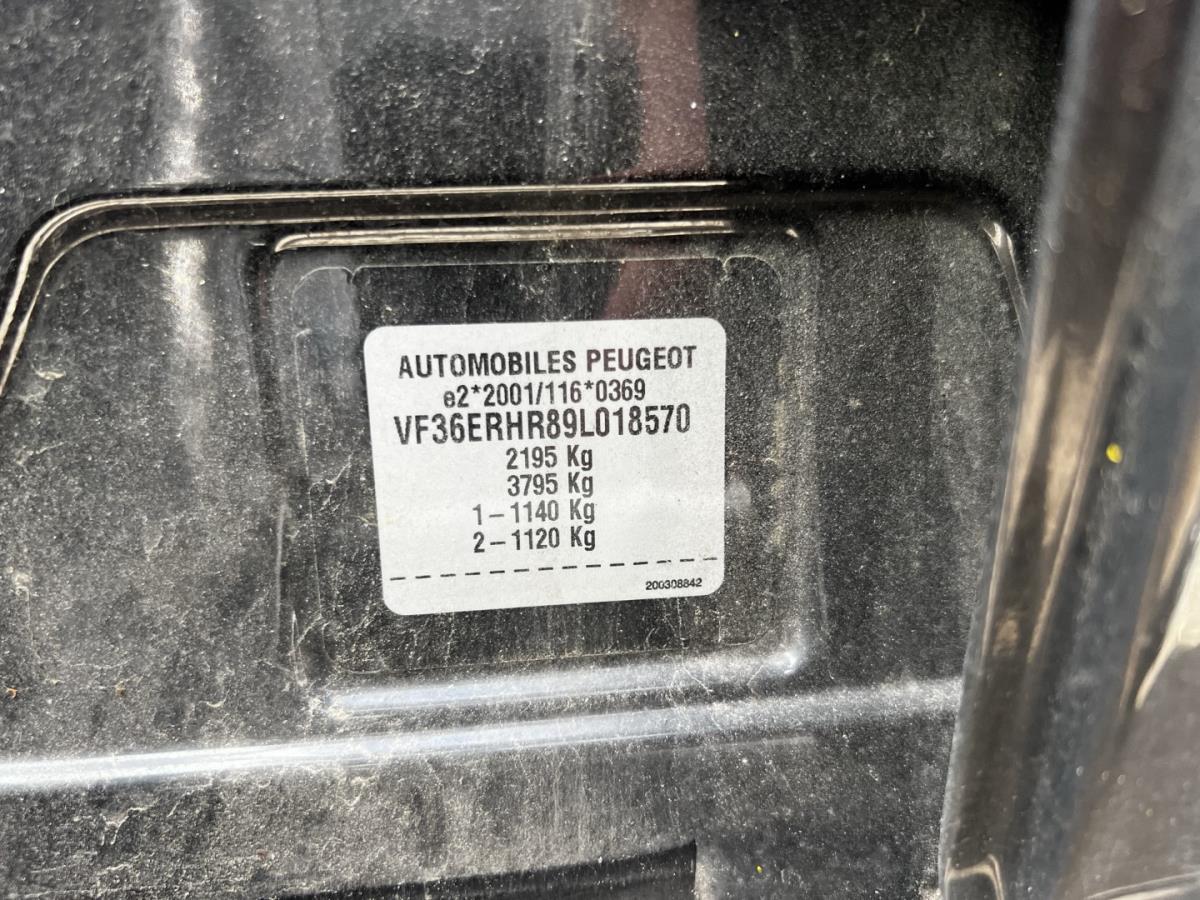 AUTOMOBILES PEUGEOT
e2*2001/116*0369
VF36ERHR89L018570
2195 Kg
3795 Kg
1-1140 Kg
2-1120 Kg
200308842